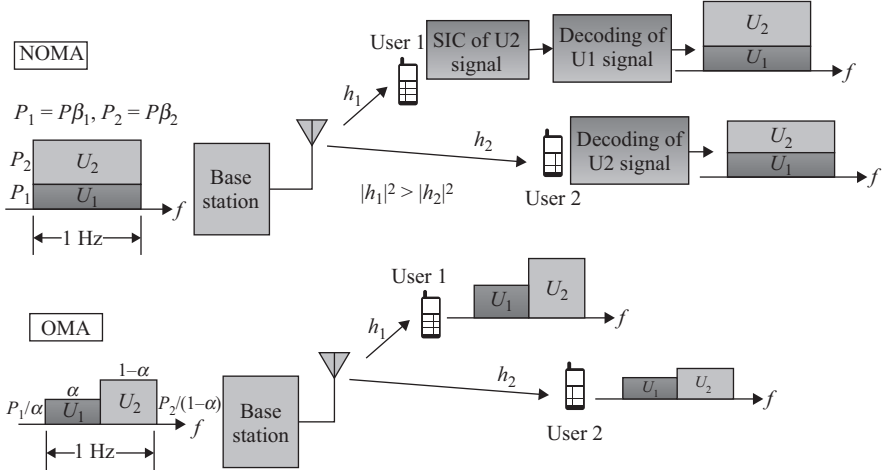 NOMA
P₁ = Pβ₁, P₂ = Pβ₂
P₂
U₂
P₁
U₁
f
1 Hz
Base
station
h₁
User 1
SIC of U2
signal
Decoding of
U1 signal
U₂
U₁
f
h₂
|h₁|² > |h₂|²
User 2
Decoding of
U2 signal
U₂
U₁
f
OMA
P₁/α
α
U₁
1−α
U₂
P₂/(1−α)
f
1 Hz
Base
station
h₁
User 1
U₁
U₂
f
h₂
User 2
U₁
U₂
f